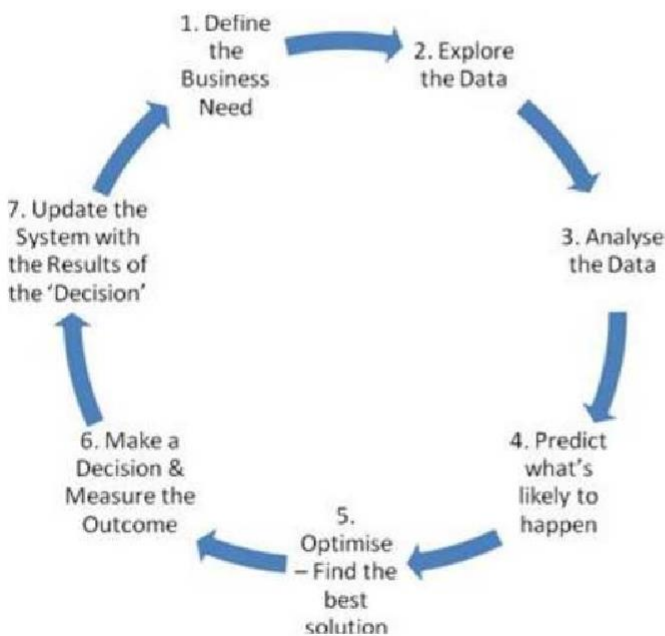 1. Define
the
Business
Need
2. Explore
the Data
3. Analyse
the Data
4. Predict
what's
likely to
happen
5.
Optimise
– Find the
best
solution
6. Make a
Decision &
Measure the
Outcome
7. Update the
System with
the Results of
the ‘Decision’